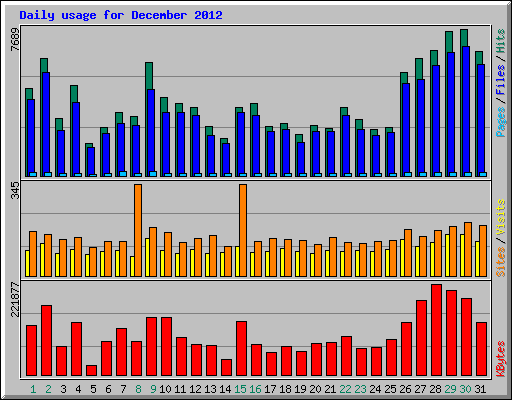 Daily usage for December 2012
7689
Pages / Files / Hits
345
Sites / Visits
221877
KBytes
1 2 3 4 5 6 7 8 9 10 11 12 13 14 15 16 17 18 19 20 21 22 23 24 25 26 27 28 29 30 31